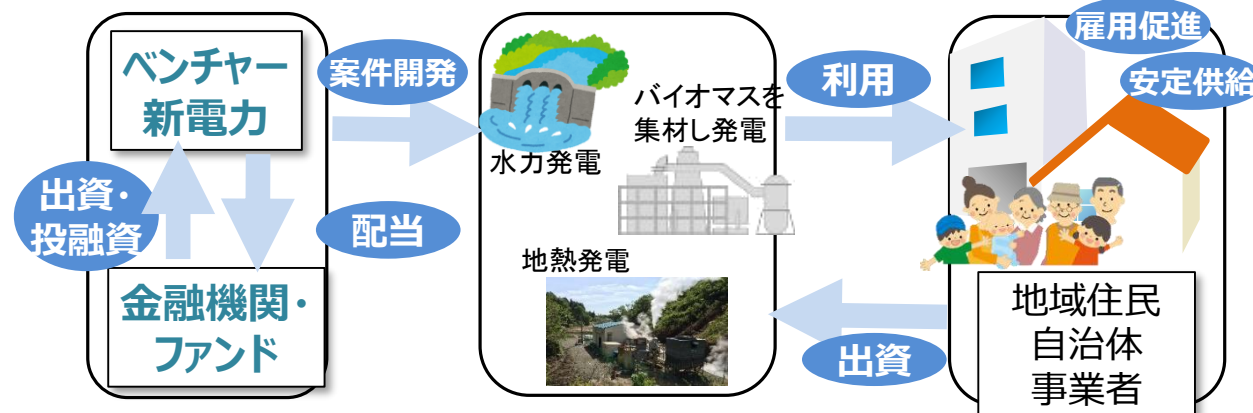 ベンチャー
新電力
出資・
投融資
金融機関・
ファンド
案件開発
配当
水力発電
バイオマスを
集材し発電
地熱発電
利用
出資
雇用促進
安定供給
地域住民
自治体
事業者